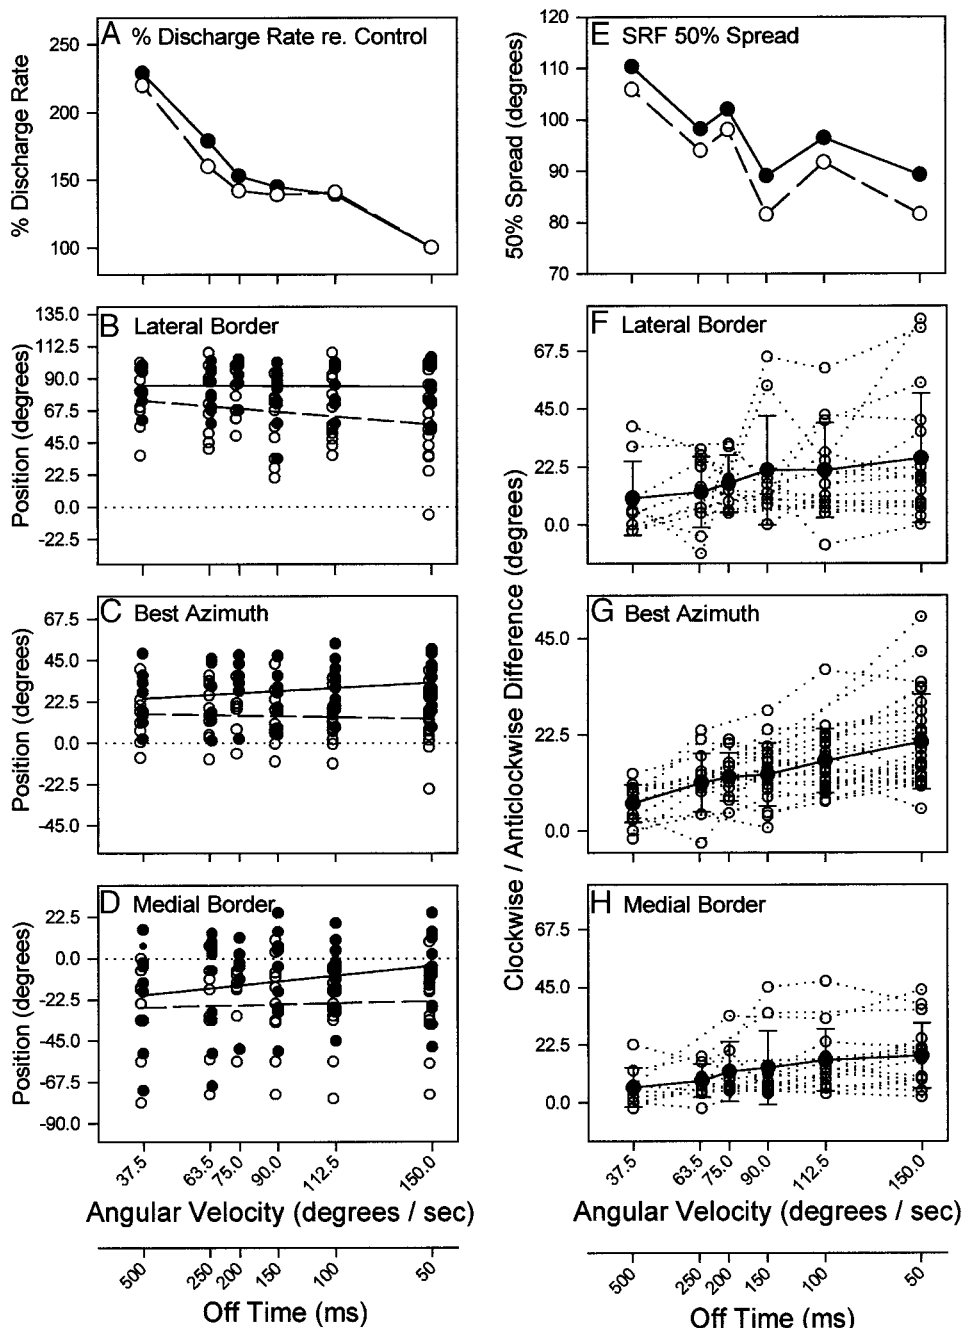 A % Discharge Rate re. Control
% Discharge Rate
250
200
150
100
B Lateral Border
Position (degrees)
135.0
112.5
90.0
67.5
45.0
22.5
0.0
-22.5
C Best Azimuth
Position (degrees)
67.5
45.0
22.5
0.0
-22.5
-45.0
D Medial Border
Position (degrees)
22.5
0.0
-22.5
-45.0
-67.5
-90.0
37.5 63.5 75.0 90.0 112.5 150.0
Angular Velocity (degrees / sec)
500 250 200 150 100 50
Off Time (ms)
E SRF 50% Spread
50% Spread (degrees)
120
110
100
90
80
70
F Lateral Border
Clockwise / Anticlockwise Difference (degrees)
67.5
45.0
22.5
0.0
G Best Azimuth
45.0
22.5
0.0
H Medial Border
67.5
45.0
22.5
0.0
37.5 63.5 75.0 90.0 112.5 150.0
Angular Velocity (degrees / sec)
500 250 200 150 100 50
Off Time (ms)